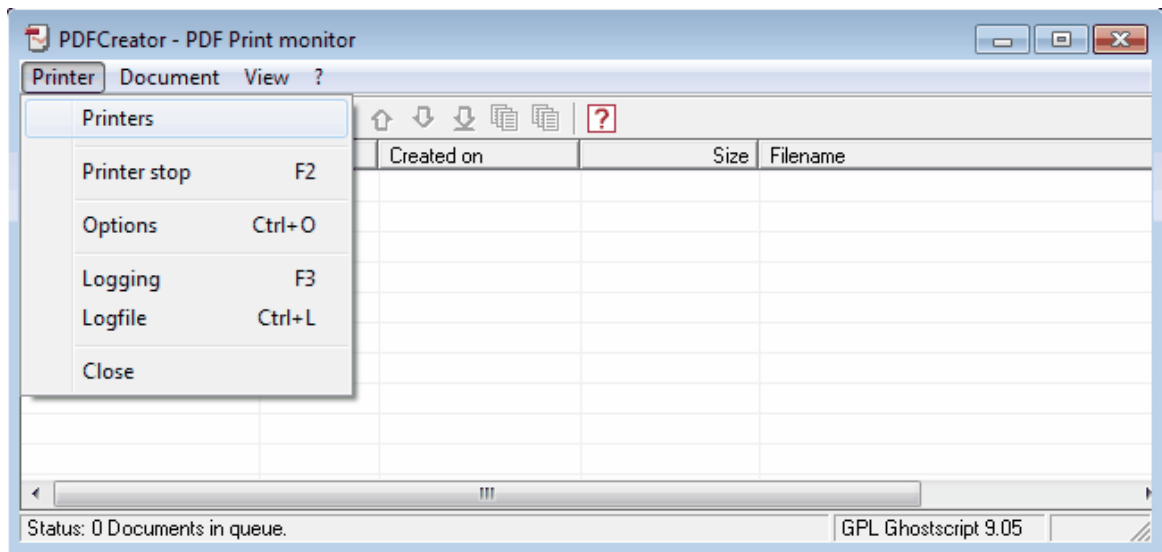 PDFCreator - PDF Print monitor
Printer Document View ?
Printers
Printer stop F2
Options Ctrl+O
Logging F3
Logfile Ctrl+L
Close
?
Created on Size Filename
Status: 0 Documents in queue. GPL Ghostscript 9.05